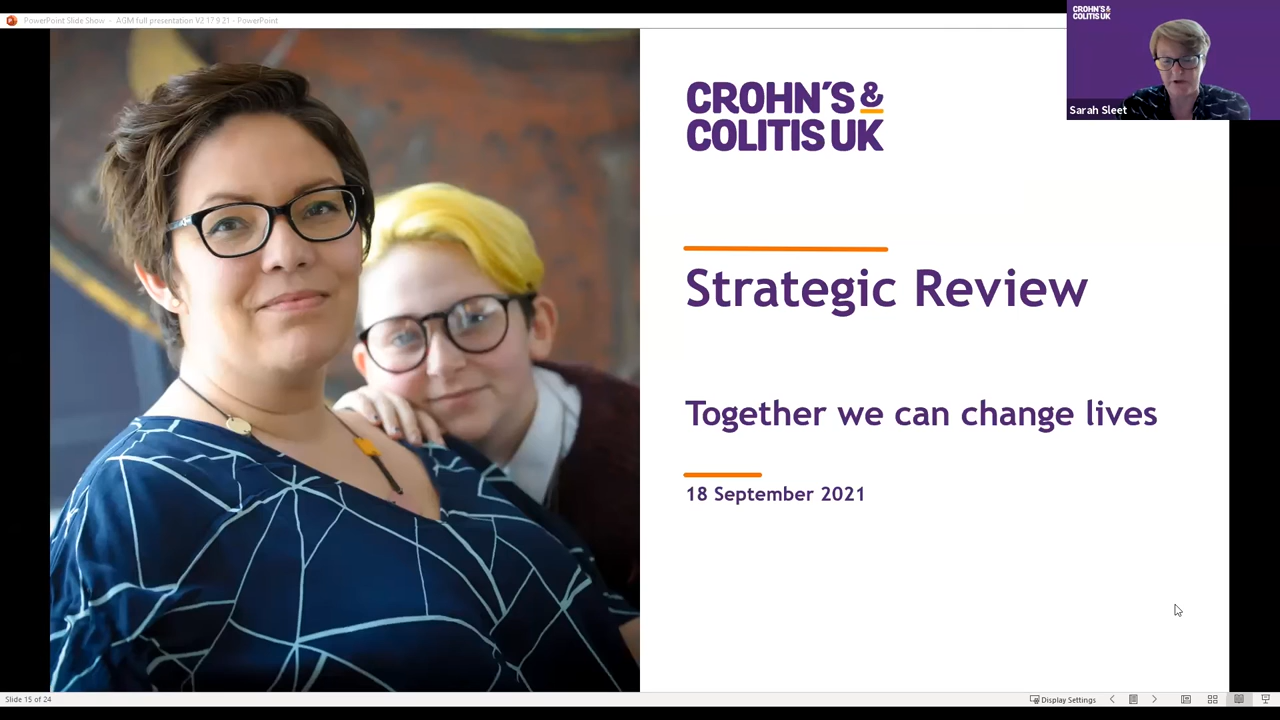 PowerPoint Slide Show - AGM full presentation V2 17 9 21 - PowerPoint
CROHN'S &
COLITIS UK
Sarah Sleet
CROHN'S &
COLITIS UK
Strategic Review
Together we can change lives
18 September 2021
Slide 15 of 24
Display Settings